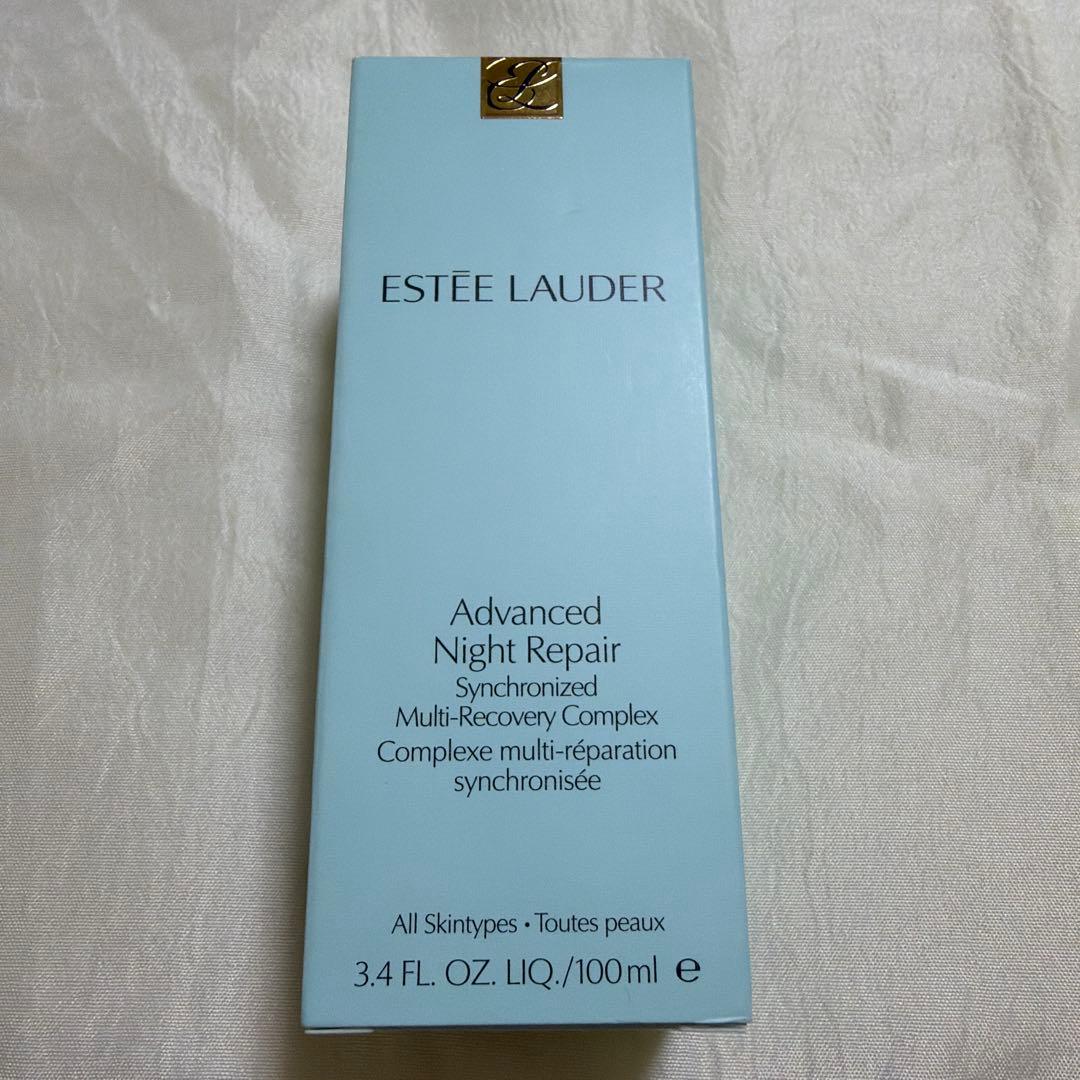 EL
ESTĒE LAUDER
Advanced
Night Repair
Synchronized
Multi-Recovery Complex
Complexe multi-réparation
synchronisée
All Skintypes • Toutes peaux
3.4 FL. OZ. LIQ./100ml ℮